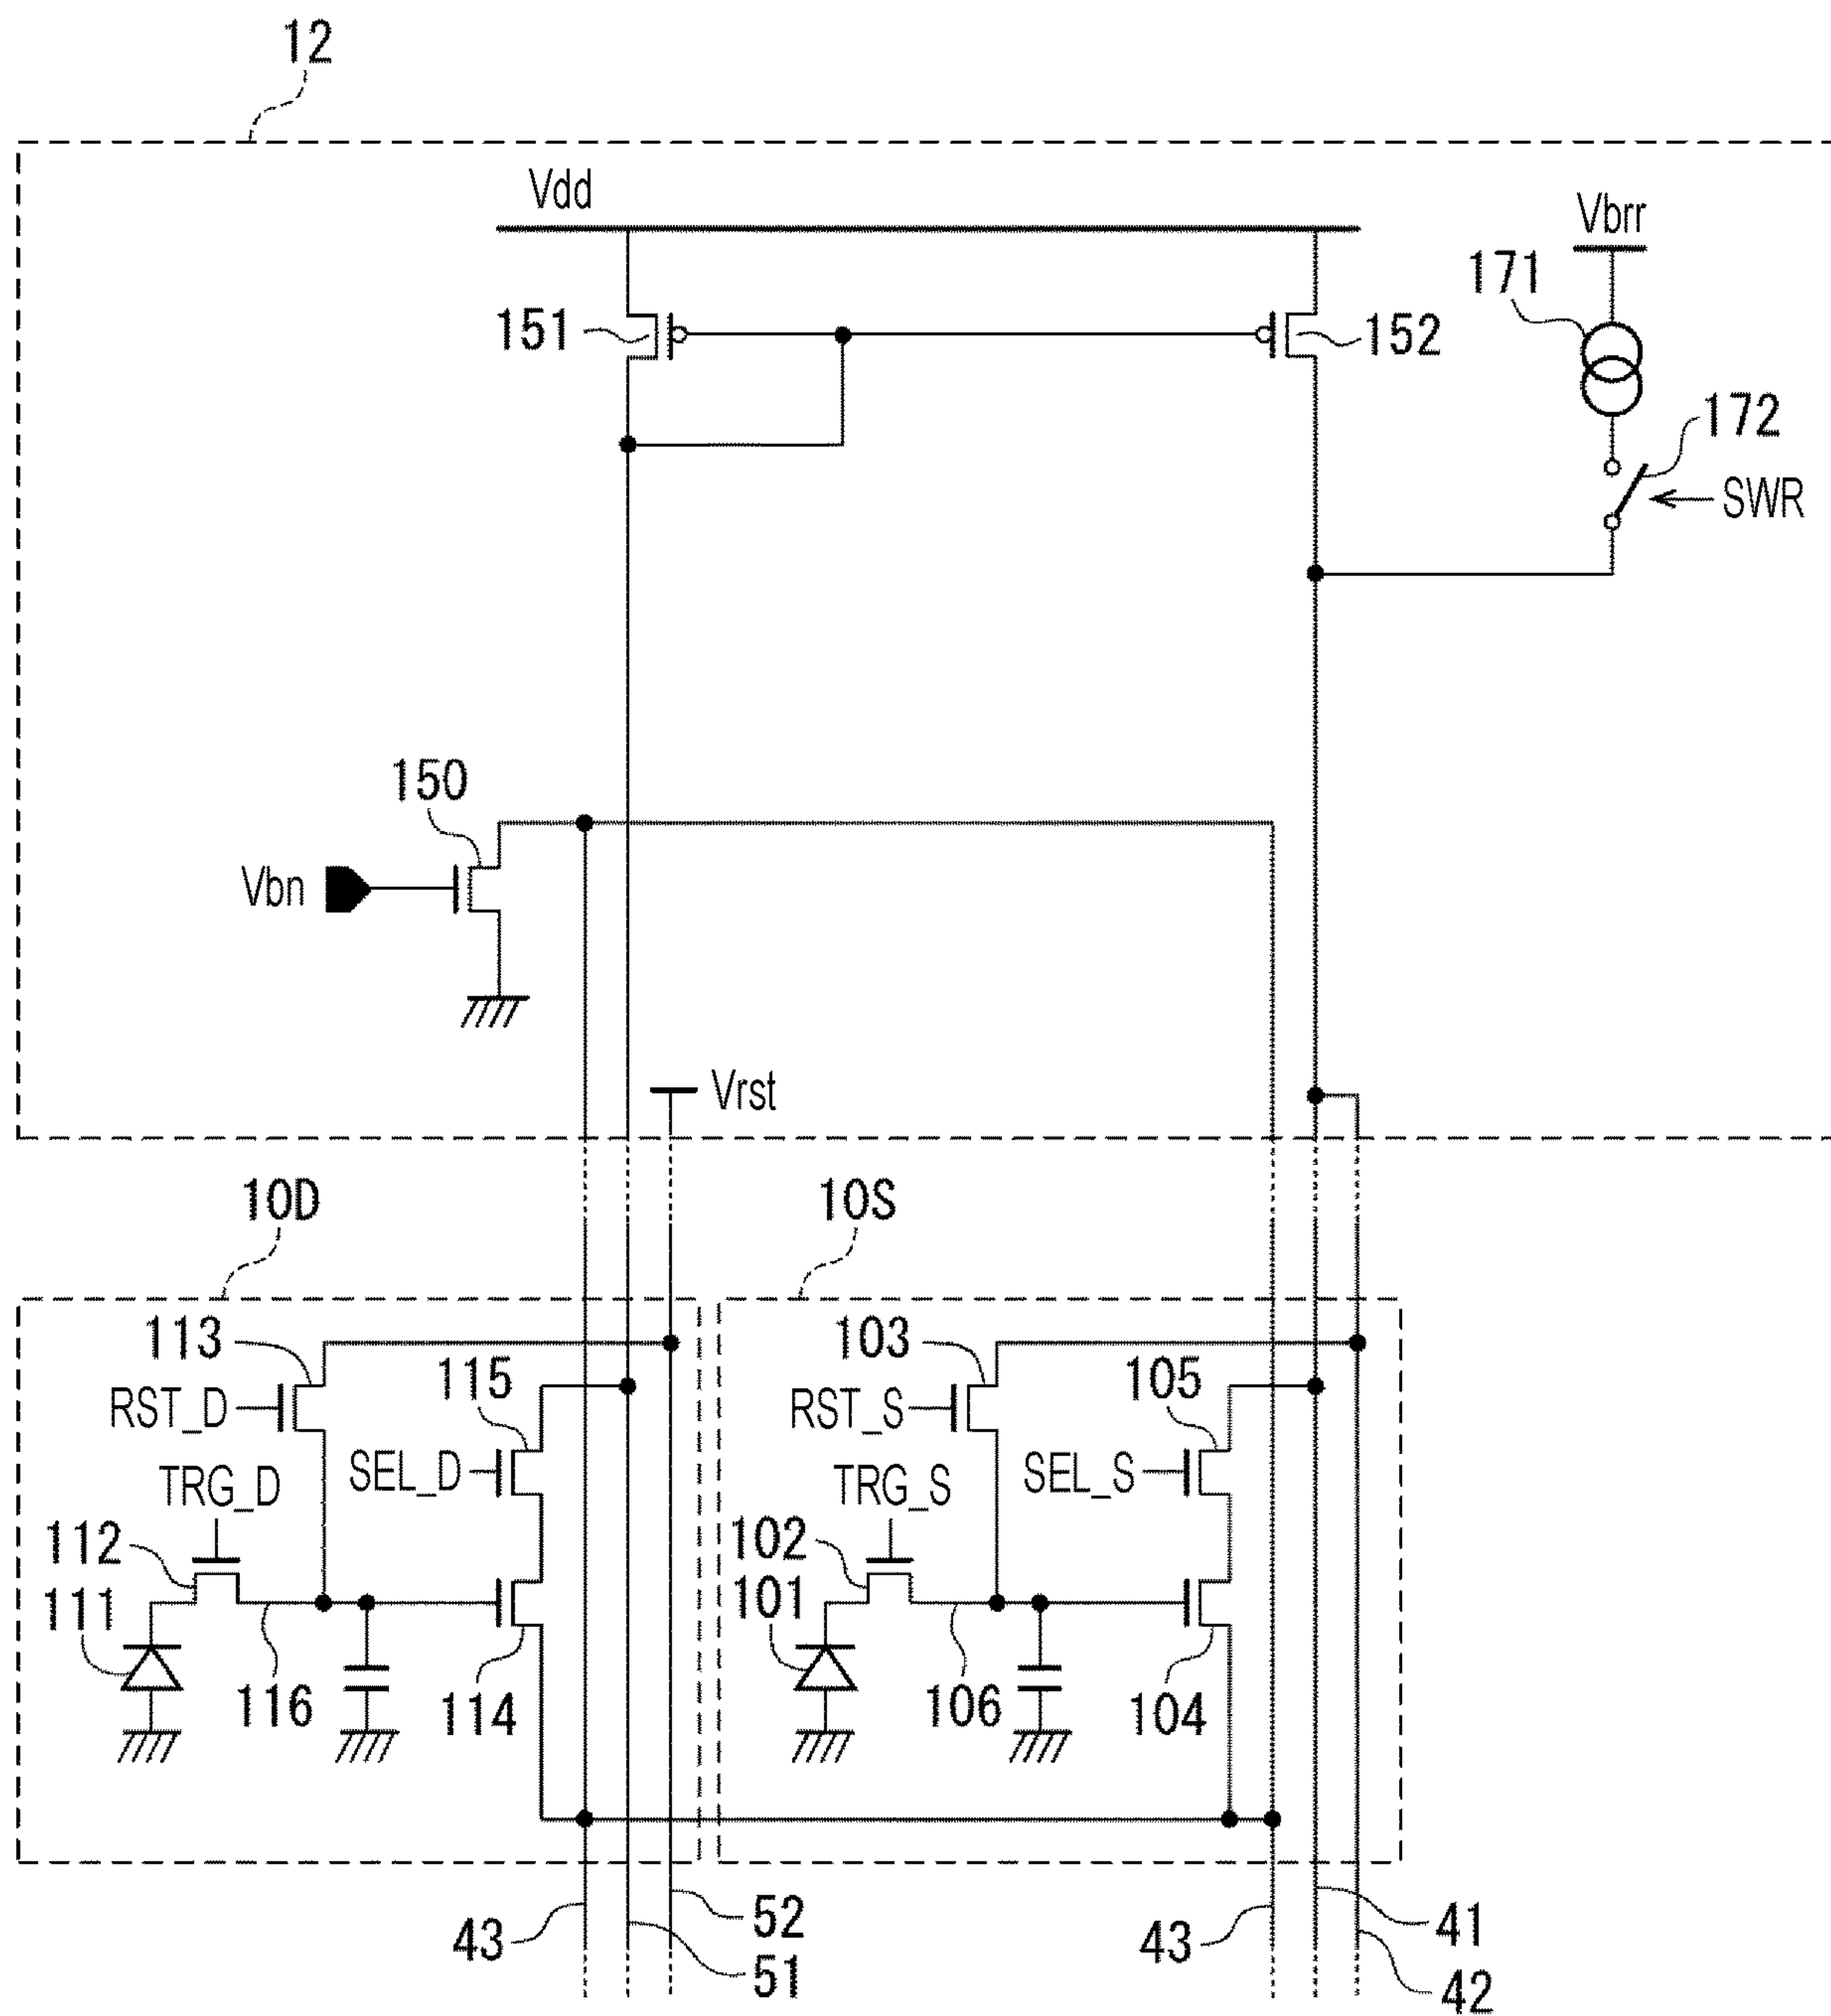 12
Vdd
Vbrr
171
151
152
172
SWR
150
Vbn
Vrst
10D
10S
113
115
103
105
RST_D
RST_S
SEL_D
SEL_S
TRG_D
TRG_S
112
102
111
101
116
114
106
104
43
52
51
43
41
42